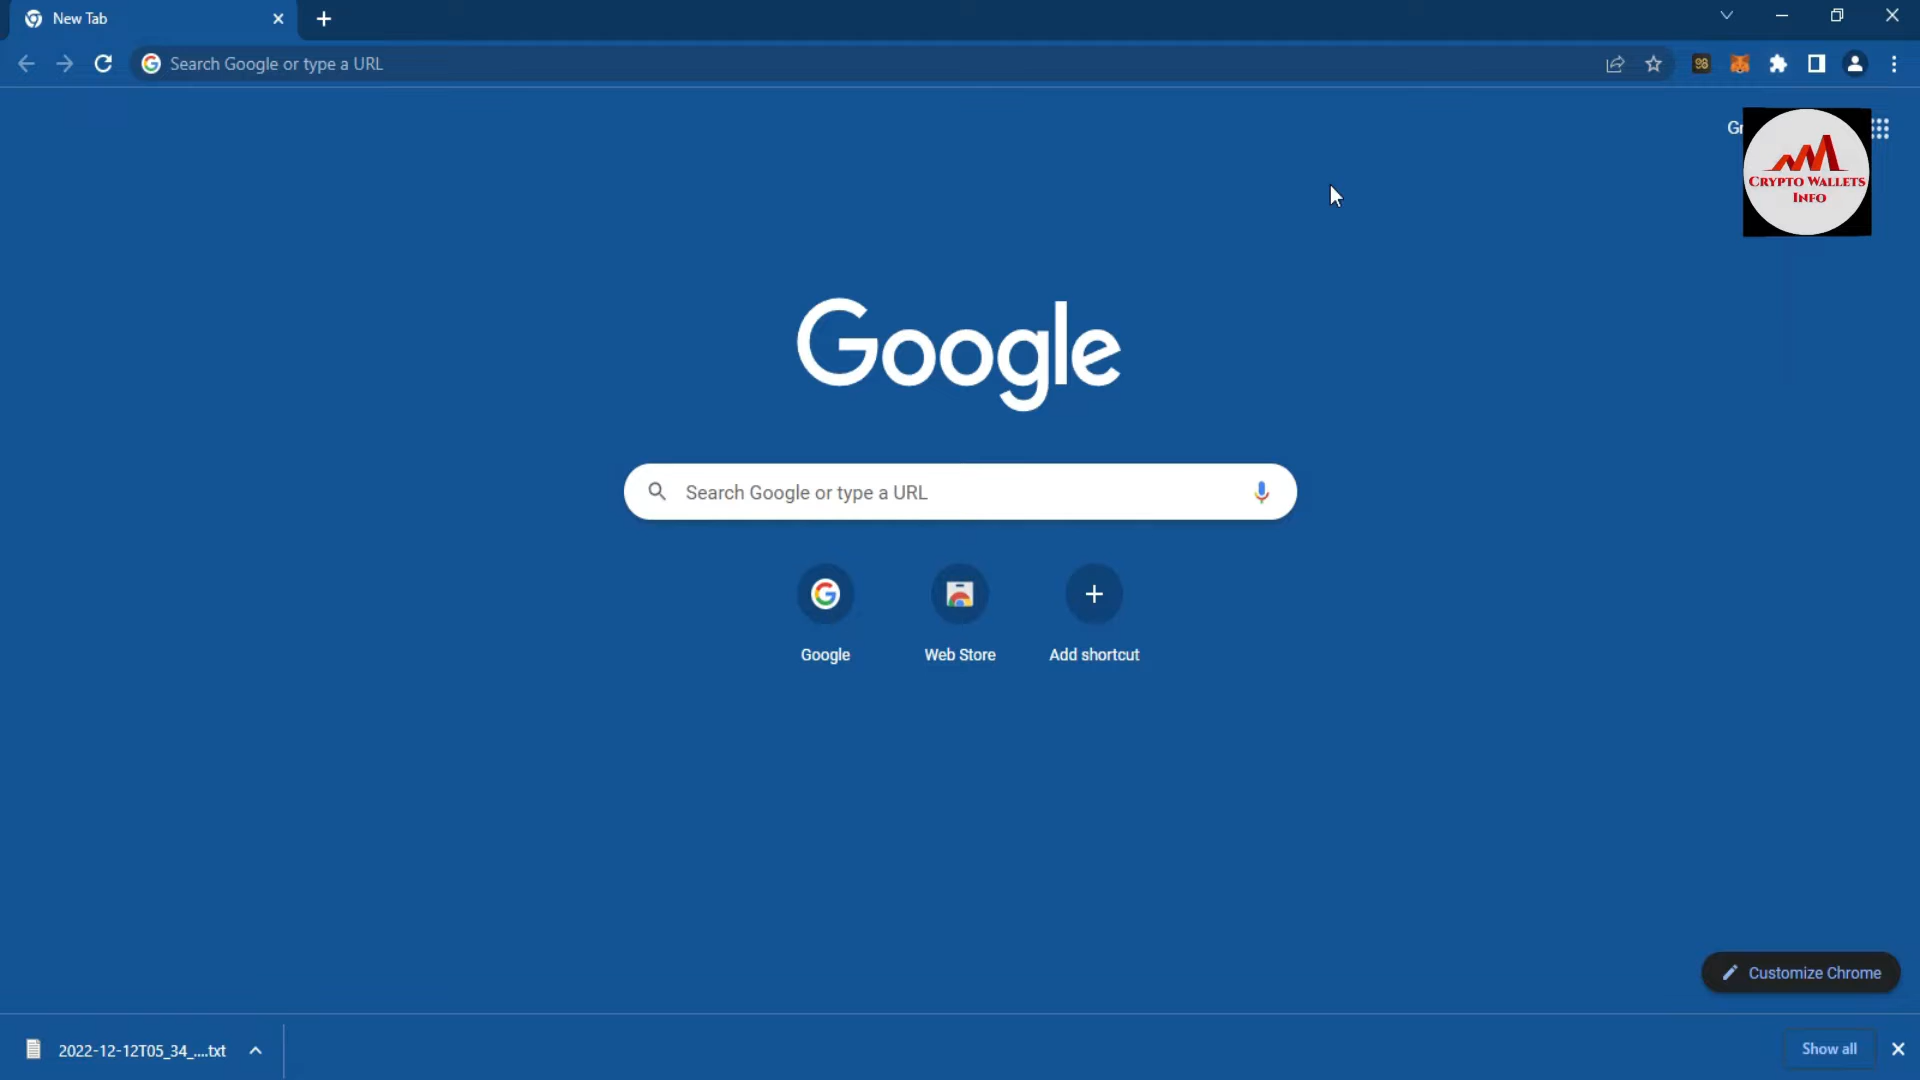 New Tab
Search Google or type a URL
98
CRYPTO WALLETS
INFO
Google
Search Google or type a URL
Google
Web Store
Add shortcut
Customize Chrome
2022-12-12T05_34_....txt
Show all